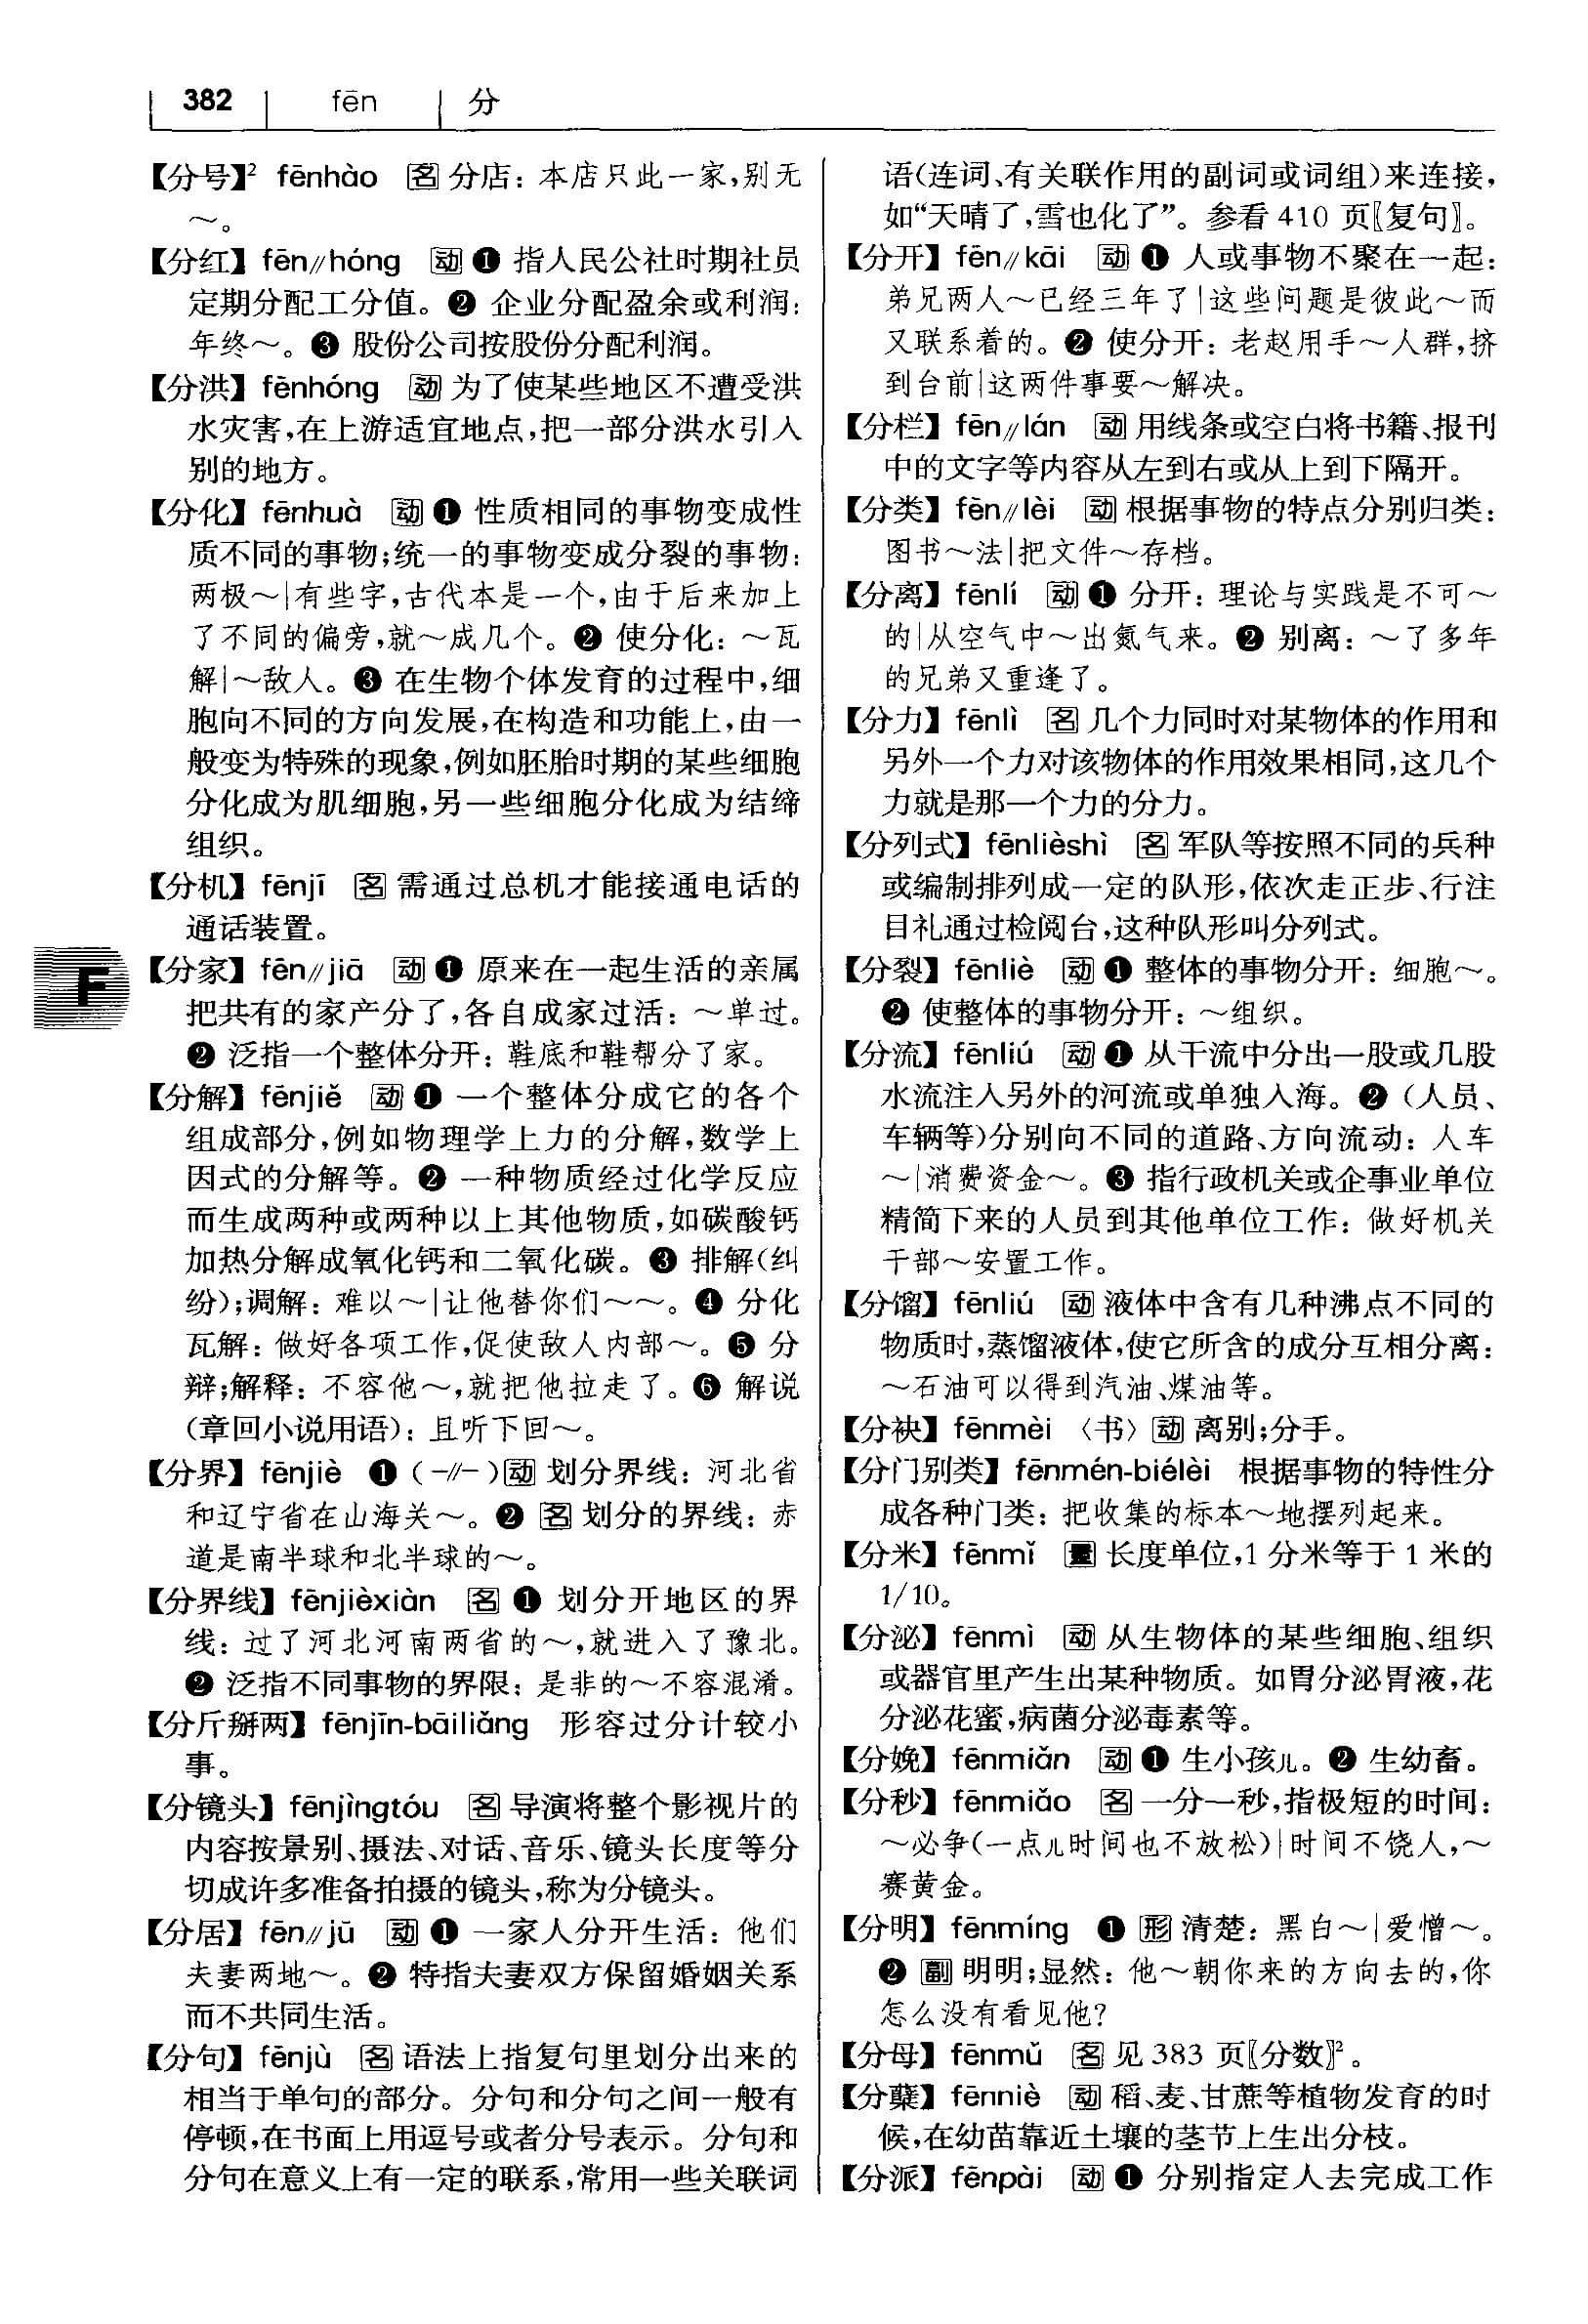 382 fēn 分
【分号】² fēnhào 名 分店：本店只此一家，别无
～。
【分红】fēn∥hóng 动 ❶ 指人民公社时期社员
定期分配工分值。❷ 企业分配盈余或利润：
年终～。❸ 股份公司按股份分配利润。
【分洪】fēnhóng 动 为了使某些地区不遭受洪
水灾害，在上游适宜地点，把一部分洪水引入
别的地方。
【分化】fēnhuà 动 ❶ 性质相同的事物变成性
质不同的事物；统一的事物变成分裂的事物：
两极～|有些字，古代本是一个，由于后来加上
了不同的偏旁，就～成几个。❷ 使分化：～瓦
解|～敌人。❸ 在生物个体发育的过程中，细
胞向不同的方向发展，在构造和功能上，由一
般变为特殊的现象，例如胚胎时期的某些细胞
分化成为肌细胞，另一些细胞分化成为结缔
组织。
【分机】fēnjī 名 需通过总机才能接通电话的
通话装置。
【分家】fēn∥jiā 动 ❶ 原来在一起生活的亲属
把共有的家产分了，各自成家过活：～单过。
❷ 泛指一个整体分开：鞋底和鞋帮分了家。
【分解】fēnjiě 动 ❶ 一个整体分成它的各个
组成部分，例如物理学上力的分解，数学上
因式的分解等。❷ 一种物质经过化学反应
而生成两种或两种以上其他物质，如碳酸钙
加热分解成氧化钙和二氧化碳。❸ 排解（纠
纷）；调解：难以～|让他替你们～～。❹ 分化
瓦解：做好各项工作，促使敌人内部～。❺ 分
辩；解释：不容他～，就把他拉走了。❻ 解说
（章回小说用语）：且听下回～。
【分界】fēnjiè ❶（-∥-）动 划分界线：河北省
和辽宁省在山海关～。❷ 名 划分的界线：赤
道是南半球和北半球的～。
【分界线】fēnjièxiàn 名 ❶ 划分开地区的界
线：过了河北河南两省的～，就进入了豫北。
❷ 泛指不同事物的界限：是非的～不容混淆。
【分斤掰两】fēnjīn-bāiliǎng 形容过分计较小
事。
【分镜头】fēnjìngtóu 名 导演将整个影视片的
内容按景别、摄法、对话、音乐、镜头长度等分
切成许多准备拍摄的镜头，称为分镜头。
【分居】fēn∥jū 动 ❶ 一家人分开生活：他们
夫妻两地～。❷ 特指夫妻双方保留婚姻关系
而不共同生活。
【分句】fēnjù 名 语法上指复句里划分出来的
相当于单句的部分。分句和分句之间一般有
停顿，在书面上用逗号或者分号表示。分句和
分句在意义上有一定的联系，常用一些关联词
语（连词、有关联作用的副词或词组）来连接，
如“天晴了，雪也化了”。参看 410 页〖复句〗。
【分开】fēn∥kāi 动 ❶ 人或事物不聚在一起：
弟兄两人～已经三年了|这些问题是彼此～而
又联系着的。❷ 使分开：老赵用手～人群，挤
到台前|这两件事要～解决。
【分栏】fēn∥lán 动 用线条或空白将书籍、报刊
中的文字等内容从左到右或从上到下隔开。
【分类】fēn∥lèi 动 根据事物的特点分别归类：
图书～法|把文件～存档。
【分离】fēnlí 动 ❶ 分开：理论与实践是不可～
的|从空气中～出氮气来。❷ 别离：～了多年
的兄弟又重逢了。
【分力】fēnlì 名 几个力同时对某物体的作用和
另外一个力对该物体的作用效果相同，这几个
力就是那一个力的分力。
【分列式】fēnlièshì 名 军队等按照不同的兵种
或编制排列成一定的队形，依次走正步、行注
目礼通过检阅台，这种队形叫分列式。
【分裂】fēnliè 动 ❶ 整体的事物分开：细胞～。
❷ 使整体的事物分开：～组织。
【分流】fēnliú 动 ❶ 从干流中分出一股或几股
水流注入另外的河流或单独入海。❷（人员、
车辆等）分别向不同的道路、方向流动：人车
～|消费资金～。❸ 指行政机关或企事业单位
精简下来的人员到其他单位工作：做好机关
干部～安置工作。
【分馏】fēnliú 动 液体中含有几种沸点不同的
物质时，蒸馏液体，使它所含的成分互相分离：
～石油可以得到汽油、煤油等。
【分袂】fēnmèi 〈书〉动 离别；分手。
【分门别类】fēnmén-biélèi 根据事物的特性分
成各种门类：把收集的标本～地摆列起来。
【分米】fēnmǐ 量 长度单位，1 分米等于 1 米的
1/10。
【分泌】fēnmì 动 从生物体的某些细胞、组织
或器官里产生出某种物质。如胃分泌胃液，花
分泌花蜜，病菌分泌毒素等。
【分娩】fēnmiǎn 动 ❶ 生小孩儿。❷ 生幼畜。
【分秒】fēnmiǎo 名 一分一秒，指极短的时间：
～必争（一点儿时间也不放松）|时间不饶人，～
赛黄金。
【分明】fēnmíng ❶ 形 清楚：黑白～|爱憎～。
❷ 副 明明；显然：他～朝你来的方向去的，你
怎么没有看见他？
【分母】fēnmǔ 名 见 383 页〖分数〗²。
【分蘖】fēnniè 动 稻、麦、甘蔗等植物发育的时
候，在幼苗靠近土壤的茎节上生出分枝。
【分派】fēnpài 动 ❶ 分别指定人去完成工作
F